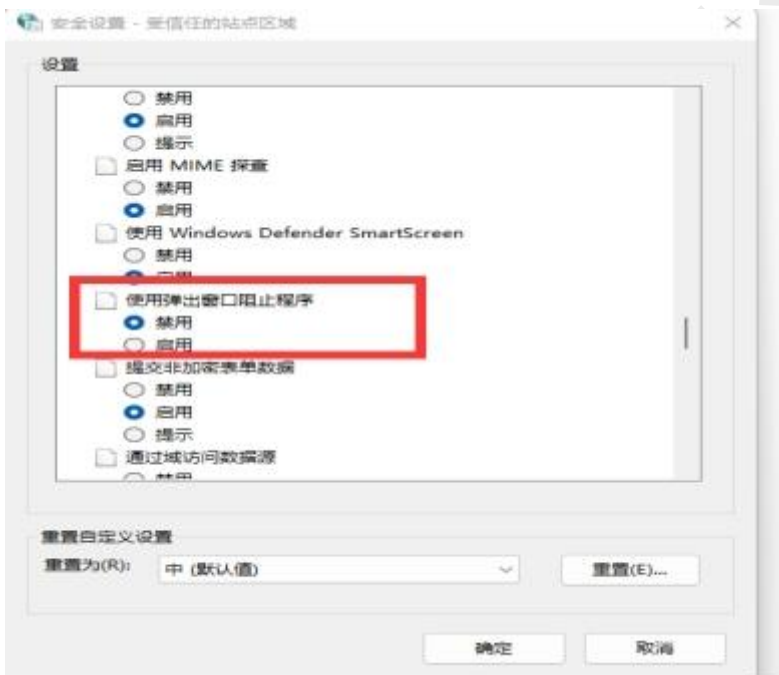 安全设置 - 受信任的站点区域
设置
禁用
启用
提示
启用 MIME 探查
禁用
启用
使用 Windows Defender SmartScreen
禁用
启用
使用弹出窗口阻止程序
禁用
启用
提交非加密表单数据
禁用
启用
提示
通过域访问数据源
禁用
重置自定义设置
重置为(R): 中 (默认值) 重置(E)...
确定 取消